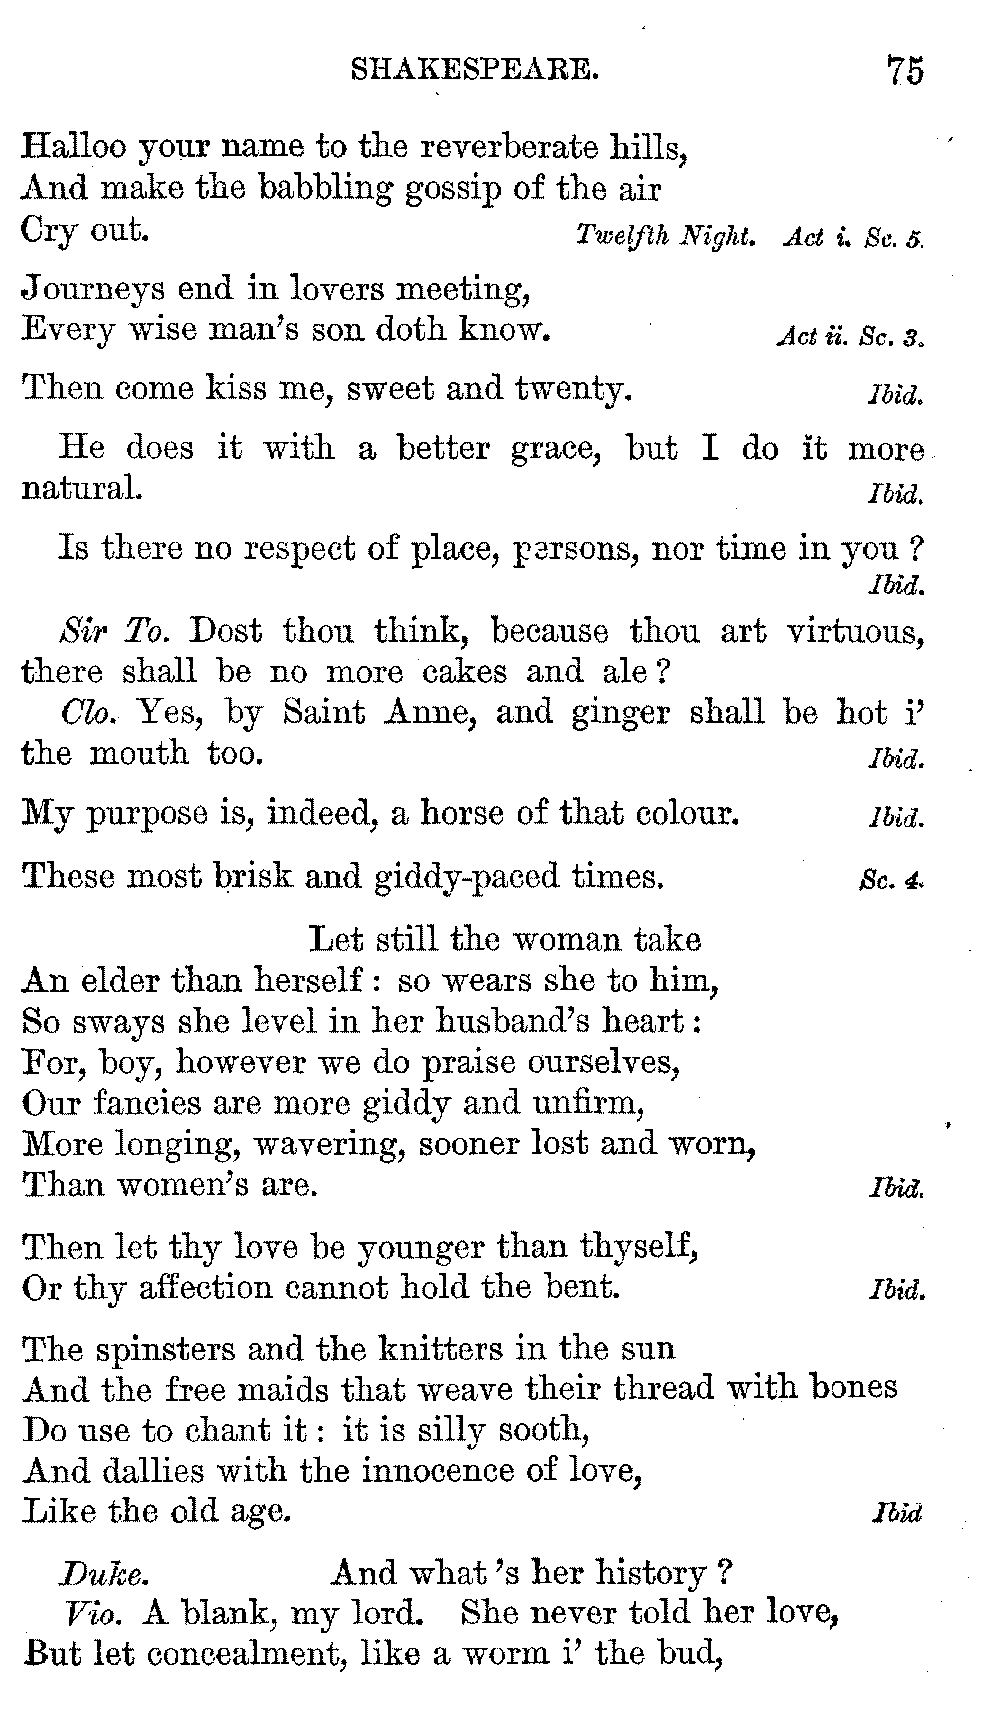 SHAKESPEARE. 75
Halloo your name to the reverberate hills,
And make the babbling gossip of the air
Cry out. Twelfth Night. Act i. Sc. 5.
Journeys end in lovers meeting,
Every wise man's son doth know. Act ii. Sc. 3.
Then come kiss me, sweet and twenty. Ibid.
He does it with a better grace, but I do it more
natural. Ibid.
Is there no respect of place, persons, nor time in you?
Ibid.
Sir To. Dost thou think, because thou art virtuous,
there shall be no more cakes and ale?
Clo. Yes, by Saint Anne, and ginger shall be hot i'
the mouth too. Ibid.
My purpose is, indeed, a horse of that colour. Ibid.
These most brisk and giddy-paced times. Sc. 4.
Let still the woman take
An elder than herself: so wears she to him,
So sways she level in her husband's heart:
For, boy, however we do praise ourselves,
Our fancies are more giddy and unfirm,
More longing, wavering, sooner lost and worn,
Than women's are. Ibid.
Then let thy love be younger than thyself,
Or thy affection cannot hold the bent. Ibid.
The spinsters and the knitters in the sun
And the free maids that weave their thread with bones
Do use to chant it: it is silly sooth,
And dallies with the innocence of love,
Like the old age. Ibid
Duke. And what's her history?
Vio. A blank, my lord. She never told her love,
But let concealment, like a worm i' the bud,